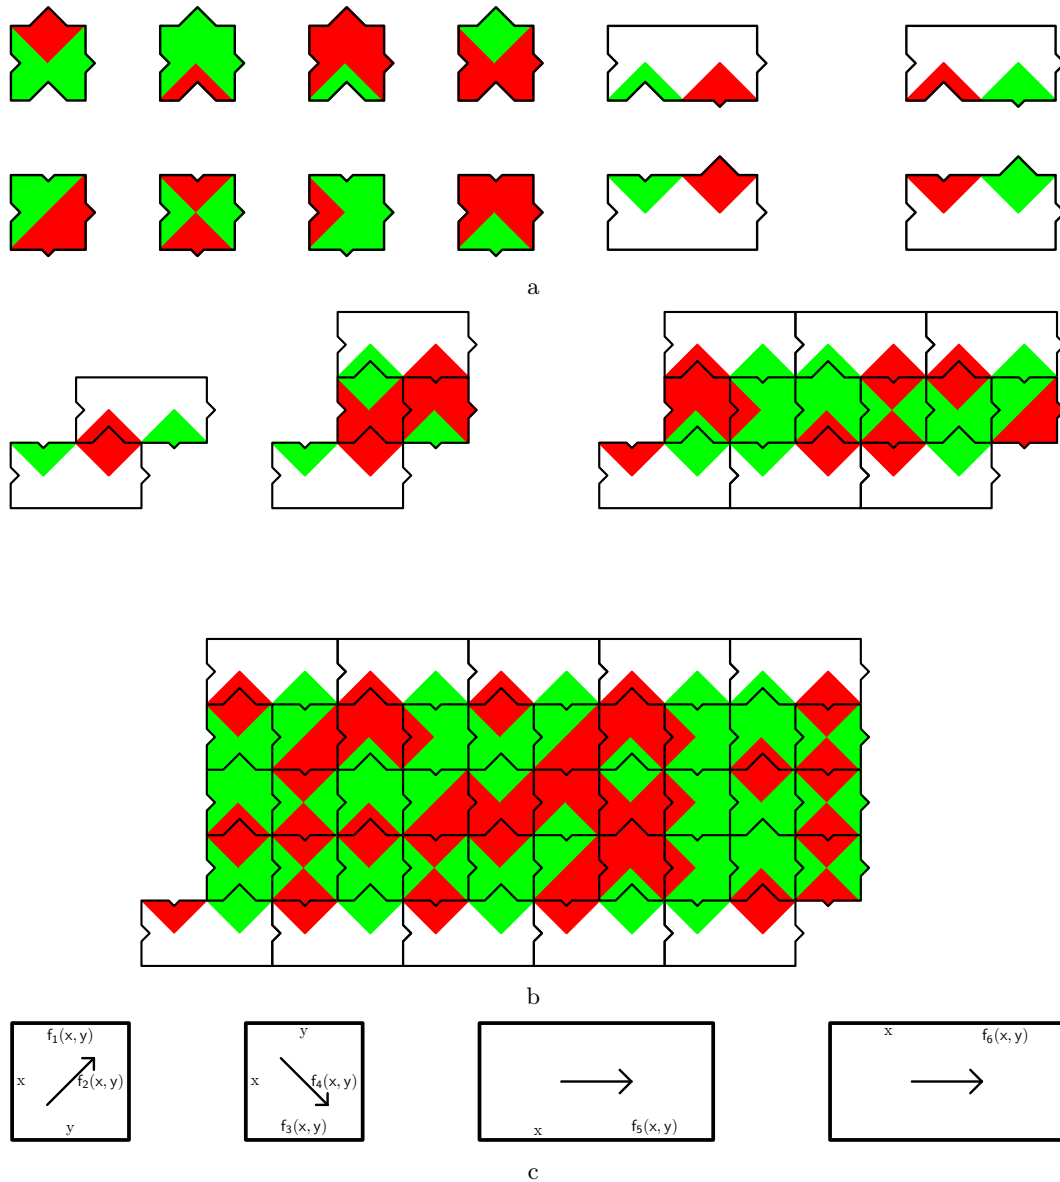 a
b
f₁(x, y)
x
f₂(x, y)
y
y
x
f₄(x, y)
f₃(x, y)
x
f₅(x, y)
x
f₆(x, y)
c